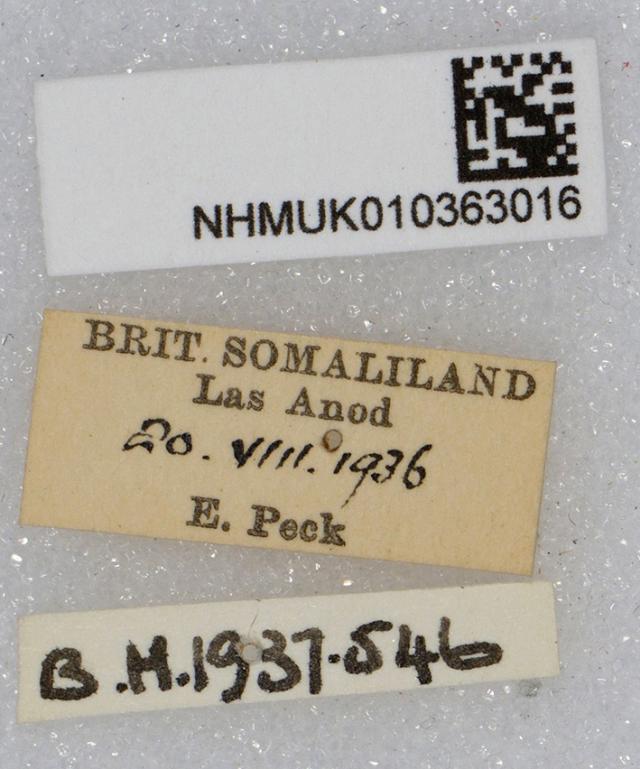 NHMUK010363016
BRIT. SOMALILAND
Las Anod
20. VIII. 1936
E. Peck
B.M.1937-546